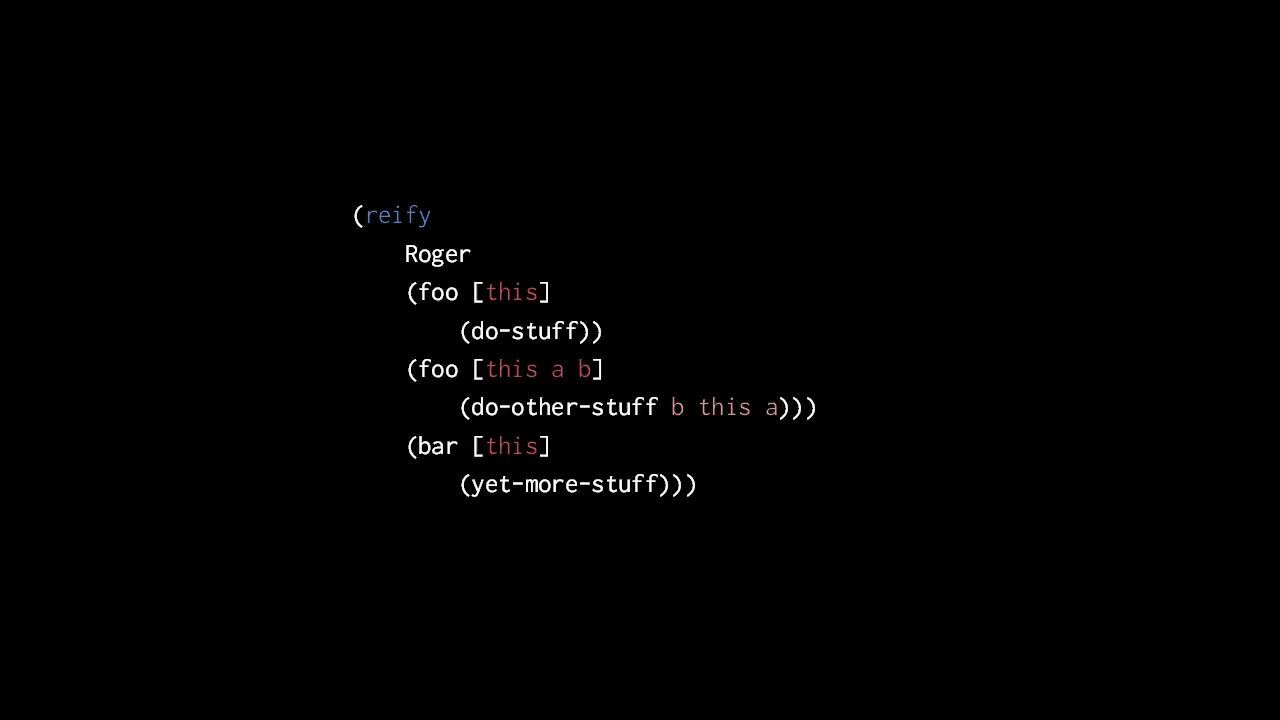 (reify
    Roger
    (foo [this]
        (do-stuff))
    (foo [this a b]
        (do-other-stuff b this a)))
    (bar [this]
        (yet-more-stuff)))